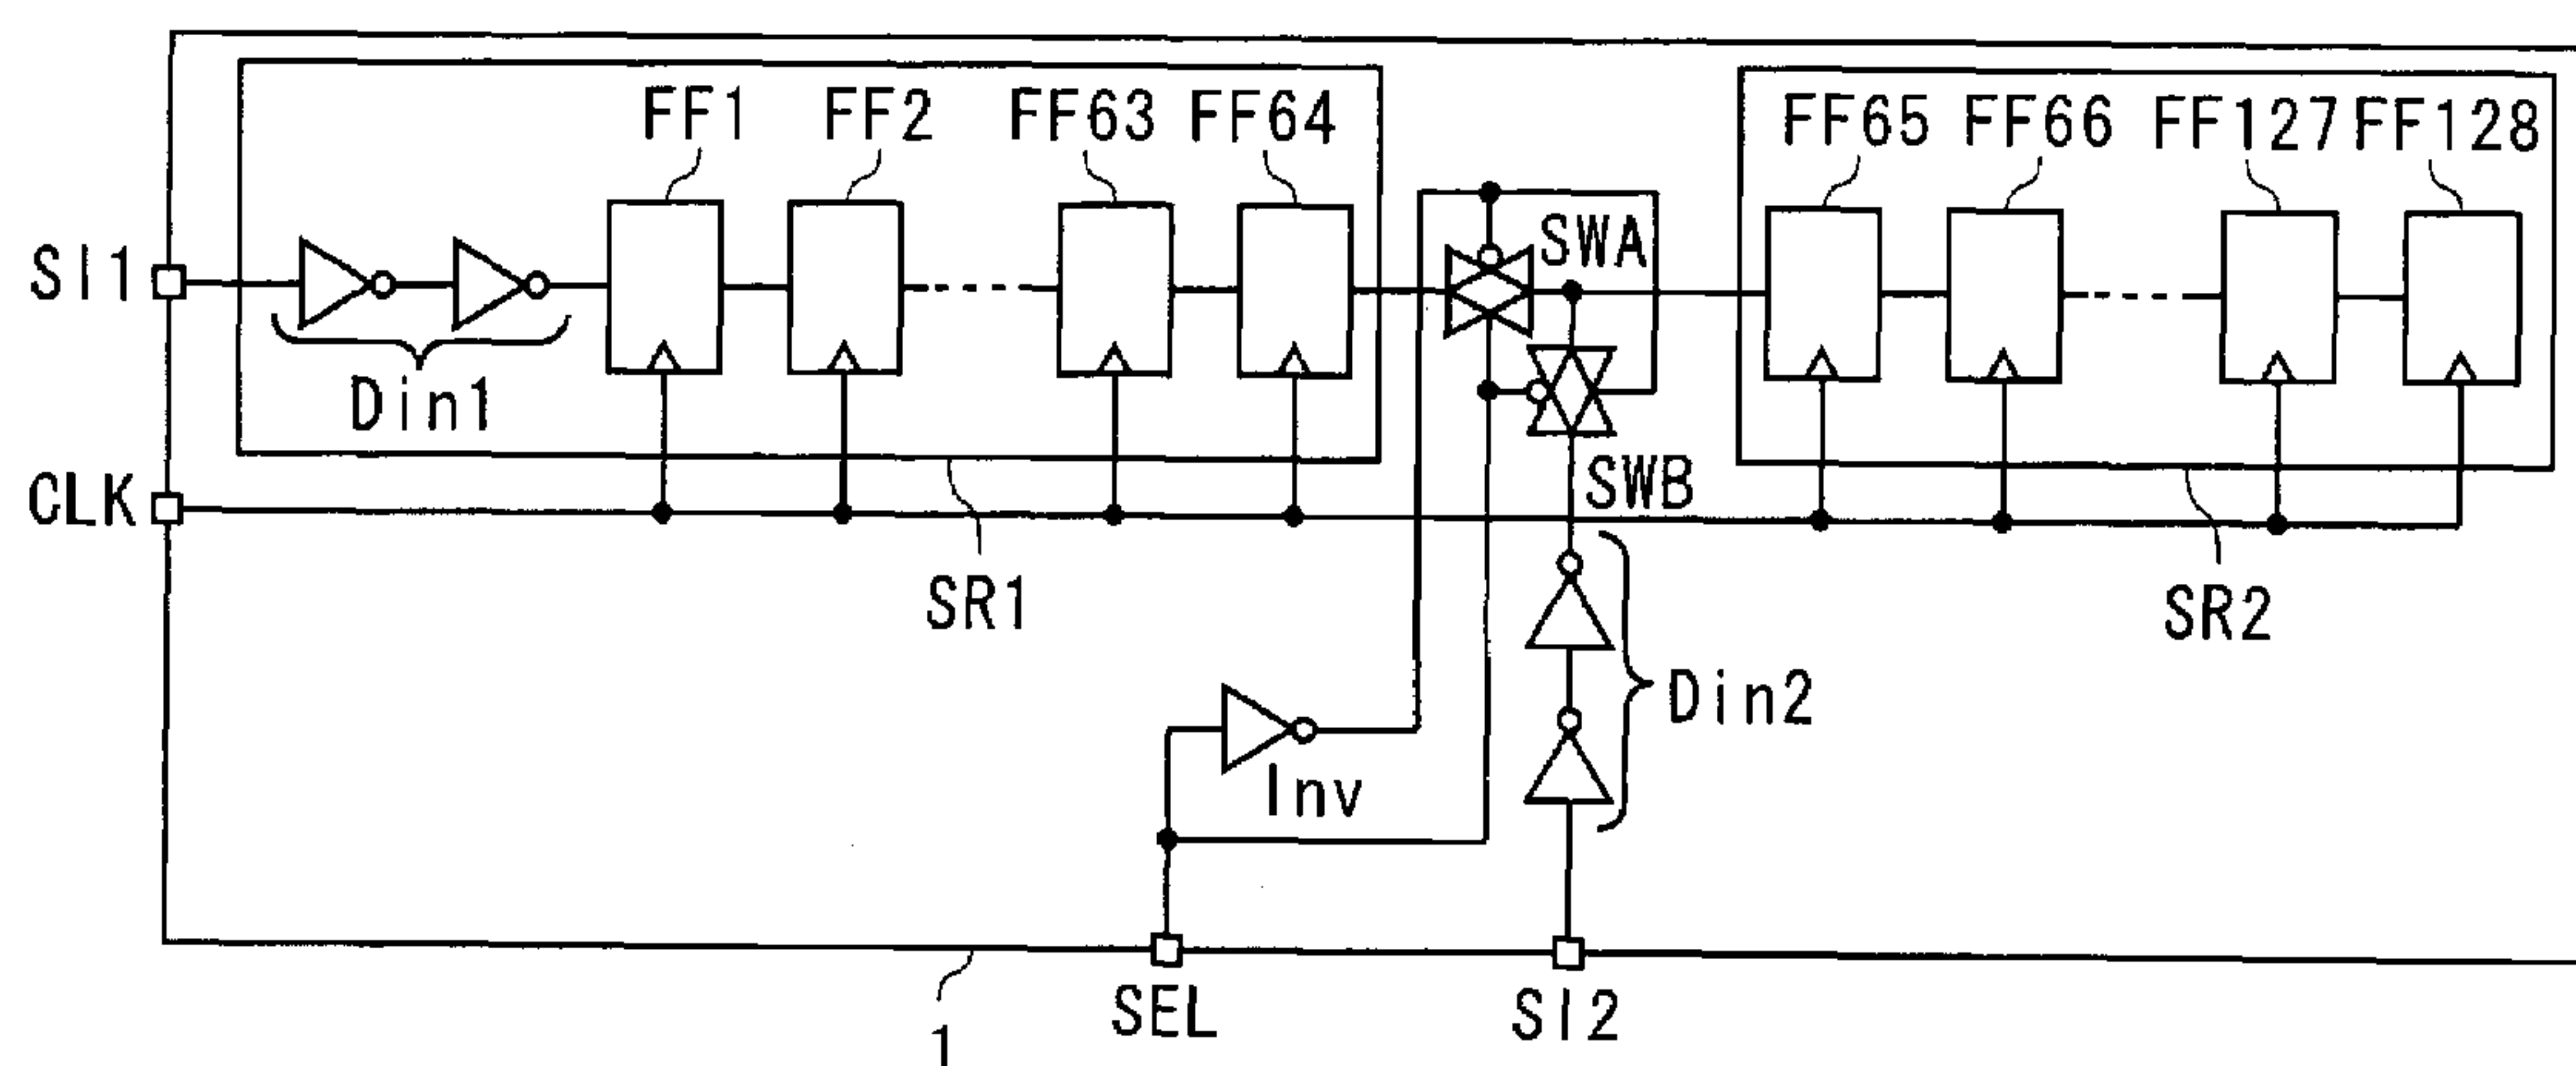 FF1
FF2
FF63
FF64
FF65
FF66
FF127
FF128
SI1
SWA
Din1
CLK
SWB
SR1
SR2
Din2
Inv
SEL
SI2
1